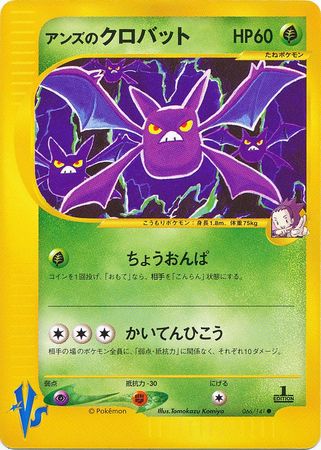 アンズのクロバット HP60
たねポケモン
こうもりポケモン：身長1.8m、体重75kg
ちょうおんぱ
コインを1回投げ、「おもて」なら、相手を「こんらん」状態にする。
かいてんひこう
相手の場のポケモン全員に、「弱点・抵抗力」に関係なく、それぞれ10ダメージ。
弱点 抵抗力 -30 にげる
VS
©Pokémon Illus.Tomokazu Komiya 066/141 ●
1
EDITION